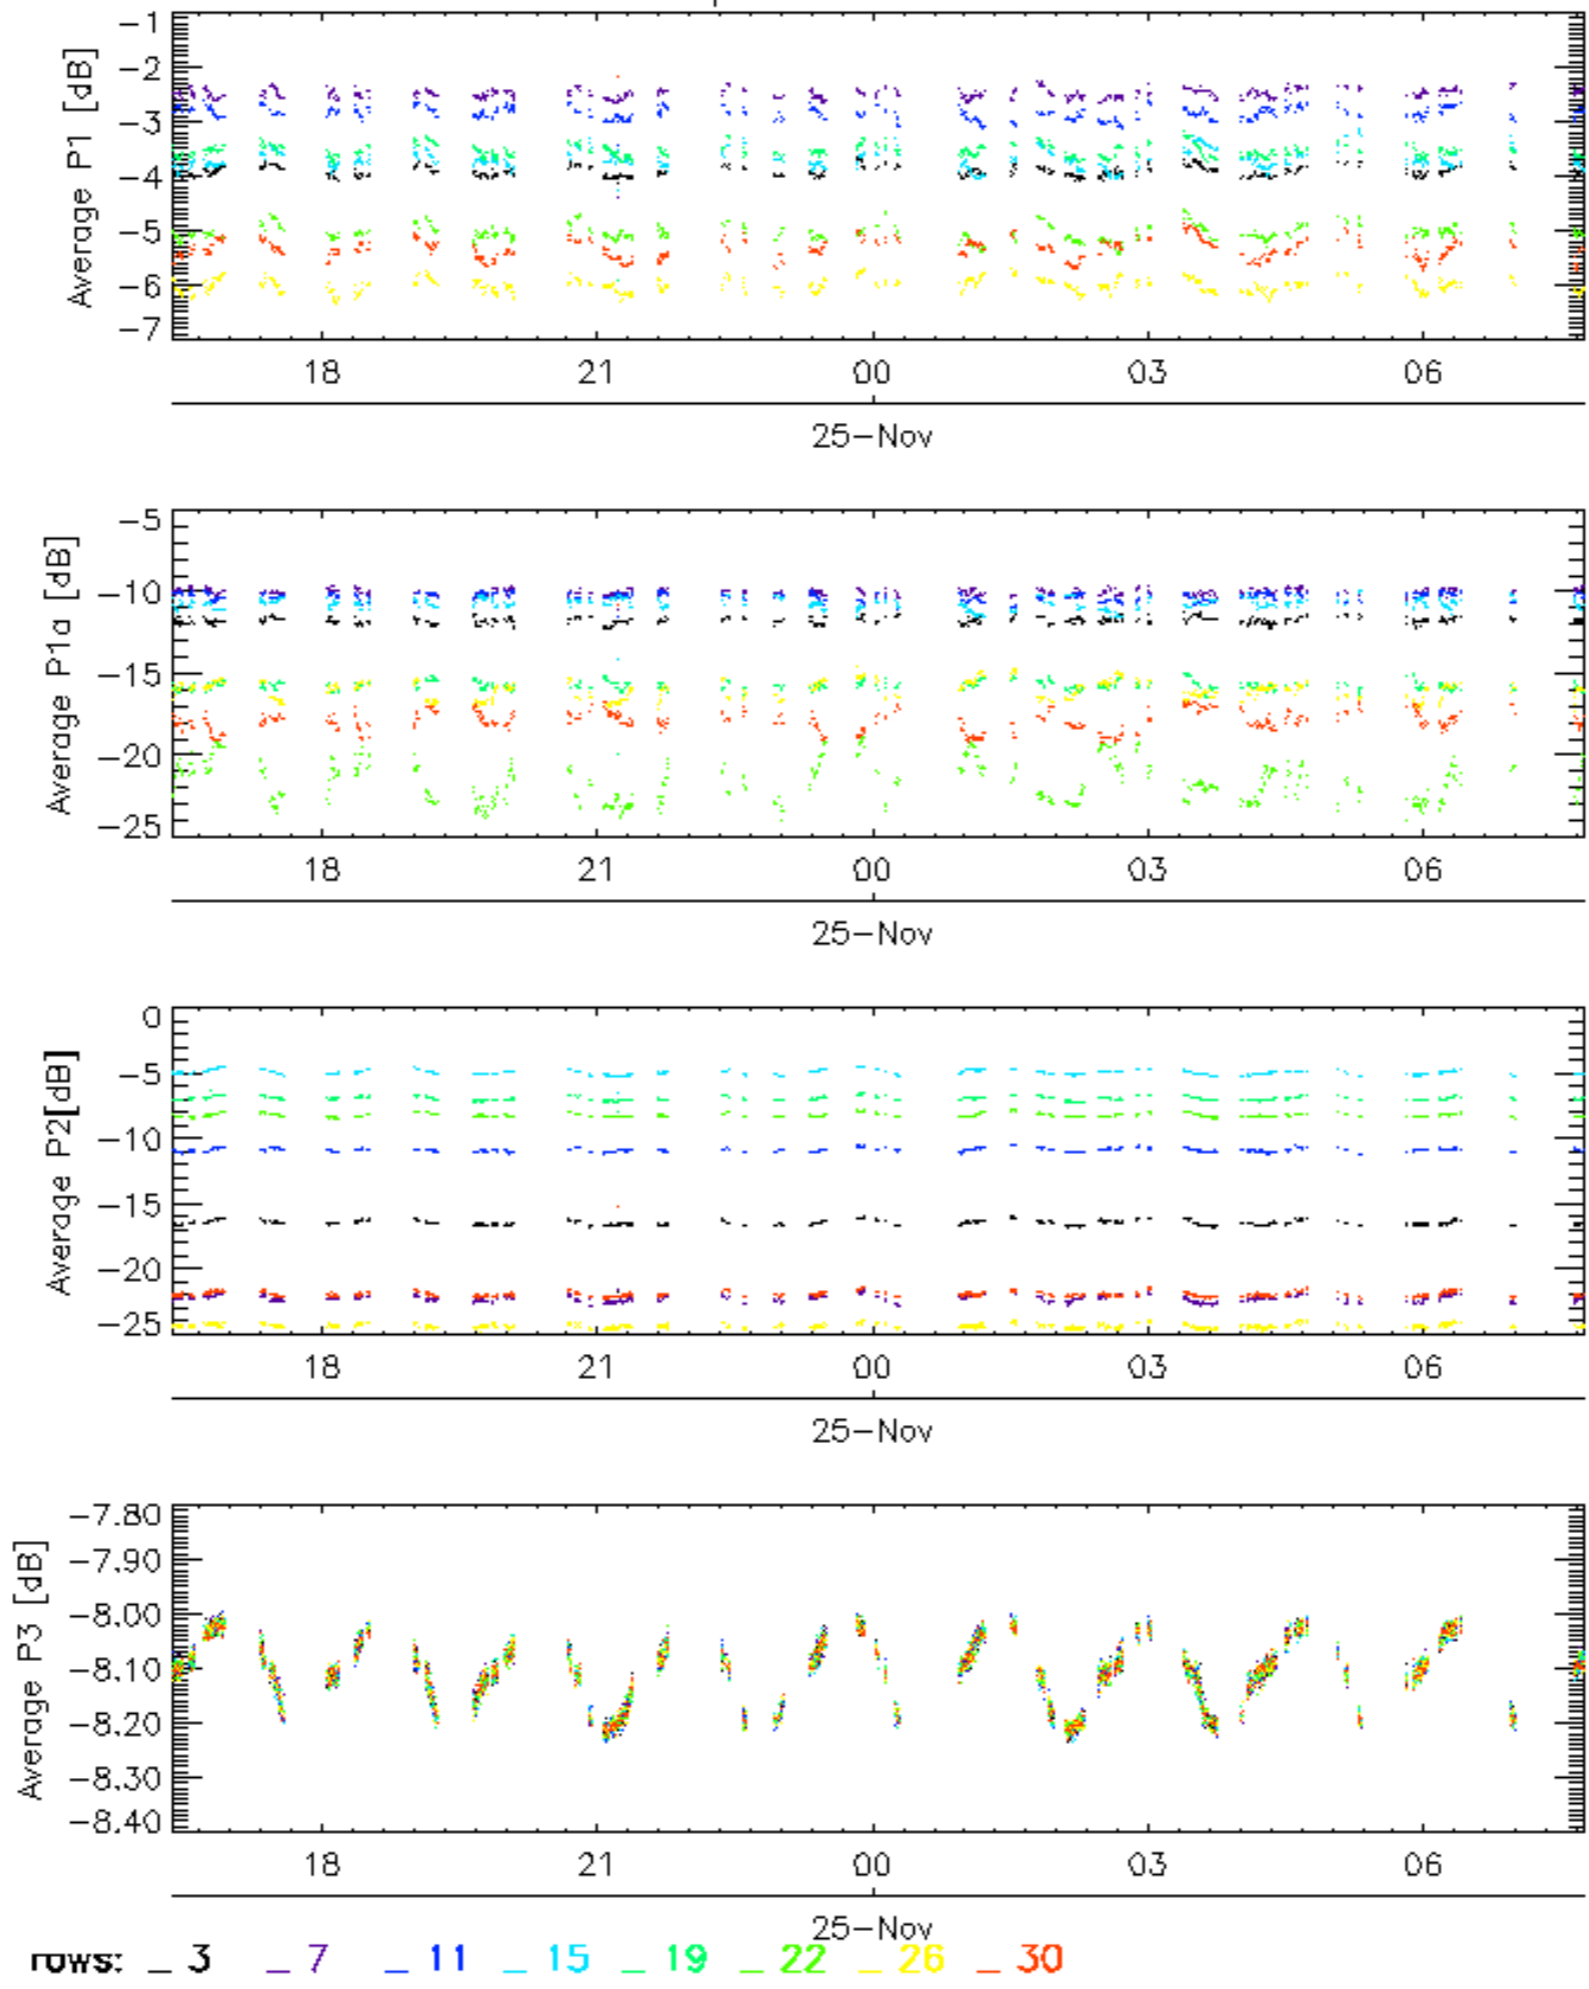 Average P1 [dB]
-1
-2
-3
-4
-5
-6
-7
18 21 00 03 06
25-Nov
Average P1a [dB]
-5
-10
-15
-20
-25
18 21 00 03 06
25-Nov
Average P2[dB]
0
-5
-10
-15
-20
-25
18 21 00 03 06
25-Nov
Average P3 [dB]
-7.80
-7.90
-8.00
-8.10
-8.20
-8.30
-8.40
18 21 00 03 06
25-Nov
rows: _ 3 _ 7 _ 11 _ 15 _ 19 _ 22 _ 26 _ 30